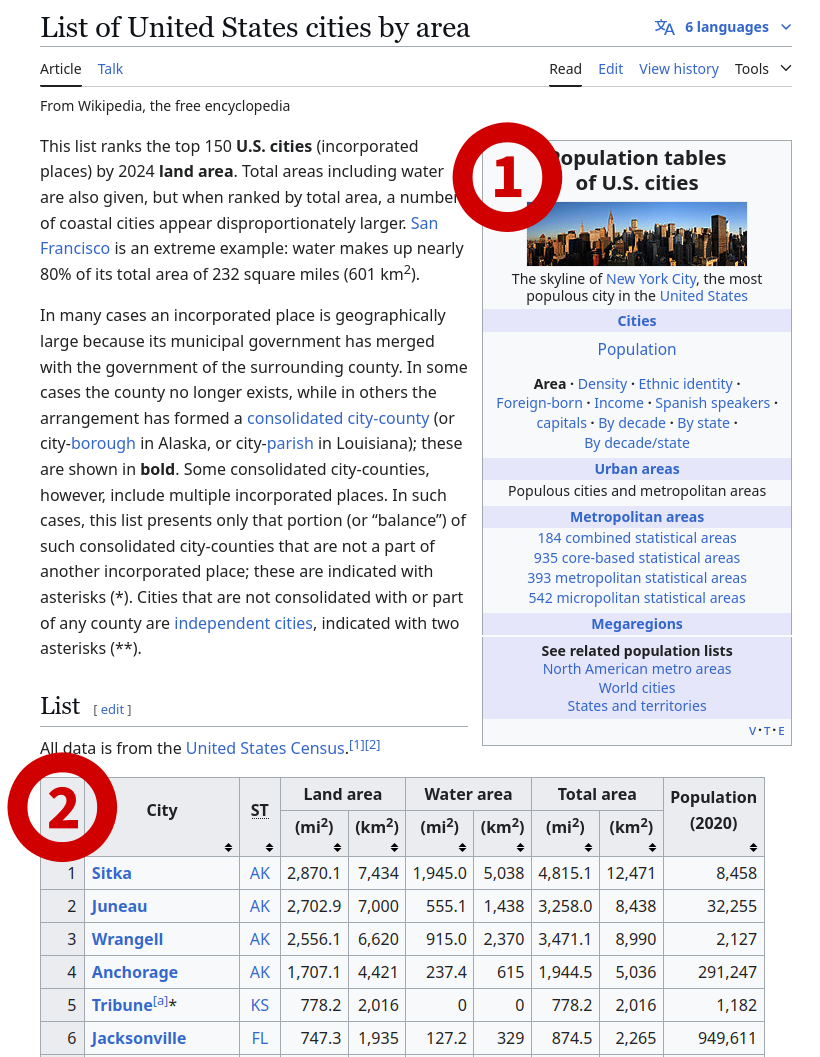 List of United States cities by area
6 languages
Article Talk Read Edit View history Tools
From Wikipedia, the free encyclopedia
This list ranks the top 150 U.S. cities (incorporated
places) by 2024 land area. Total areas including water
are also given, but when ranked by total area, a number
of coastal cities appear disproportionately larger. San
Francisco is an extreme example: water makes up nearly
80% of its total area of 232 square miles (601 km²).
In many cases an incorporated place is geographically
large because its municipal government has merged
with the government of the surrounding county. In some
cases the county no longer exists, while in others the
arrangement has formed a consolidated city-county (or
city-borough in Alaska, or city-parish in Louisiana); these
are shown in bold. Some consolidated city-counties,
however, include multiple incorporated places. In such
cases, this list presents only that portion (or “balance”) of
such consolidated city-counties that are not a part of
another incorporated place; these are indicated with
asterisks (*). Cities that are not consolidated with or part
of any county are independent cities, indicated with two
asterisks (**).
1
Population tables
of U.S. cities
The skyline of New York City, the most
populous city in the United States
Cities
Population
Area · Density · Ethnic identity ·
Foreign-born · Income · Spanish speakers ·
capitals · By decade · By state ·
By decade/state
Urban areas
Populous cities and metropolitan areas
Metropolitan areas
184 combined statistical areas
935 core-based statistical areas
393 metropolitan statistical areas
542 micropolitan statistical areas
Megaregions
See related population lists
North American metro areas
World cities
States and territories
V · T · E
List [ edit ]
All data is from the United States Census.[1][2]
2
City ST Land area Water area Total area Population
(2020)
(mi²) (km²) (mi²) (km²) (mi²) (km²)
1 Sitka AK 2,870.1 7,434 1,945.0 5,038 4,815.1 12,471 8,458
2 Juneau AK 2,702.9 7,000 555.1 1,438 3,258.0 8,438 32,255
3 Wrangell AK 2,556.1 6,620 915.0 2,370 3,471.1 8,990 2,127
4 Anchorage AK 1,707.1 4,421 237.4 615 1,944.5 5,036 291,247
5 Tribune[a]* KS 778.2 2,016 0 0 778.2 2,016 1,182
6 Jacksonville FL 747.3 1,935 127.2 329 874.5 2,265 949,611